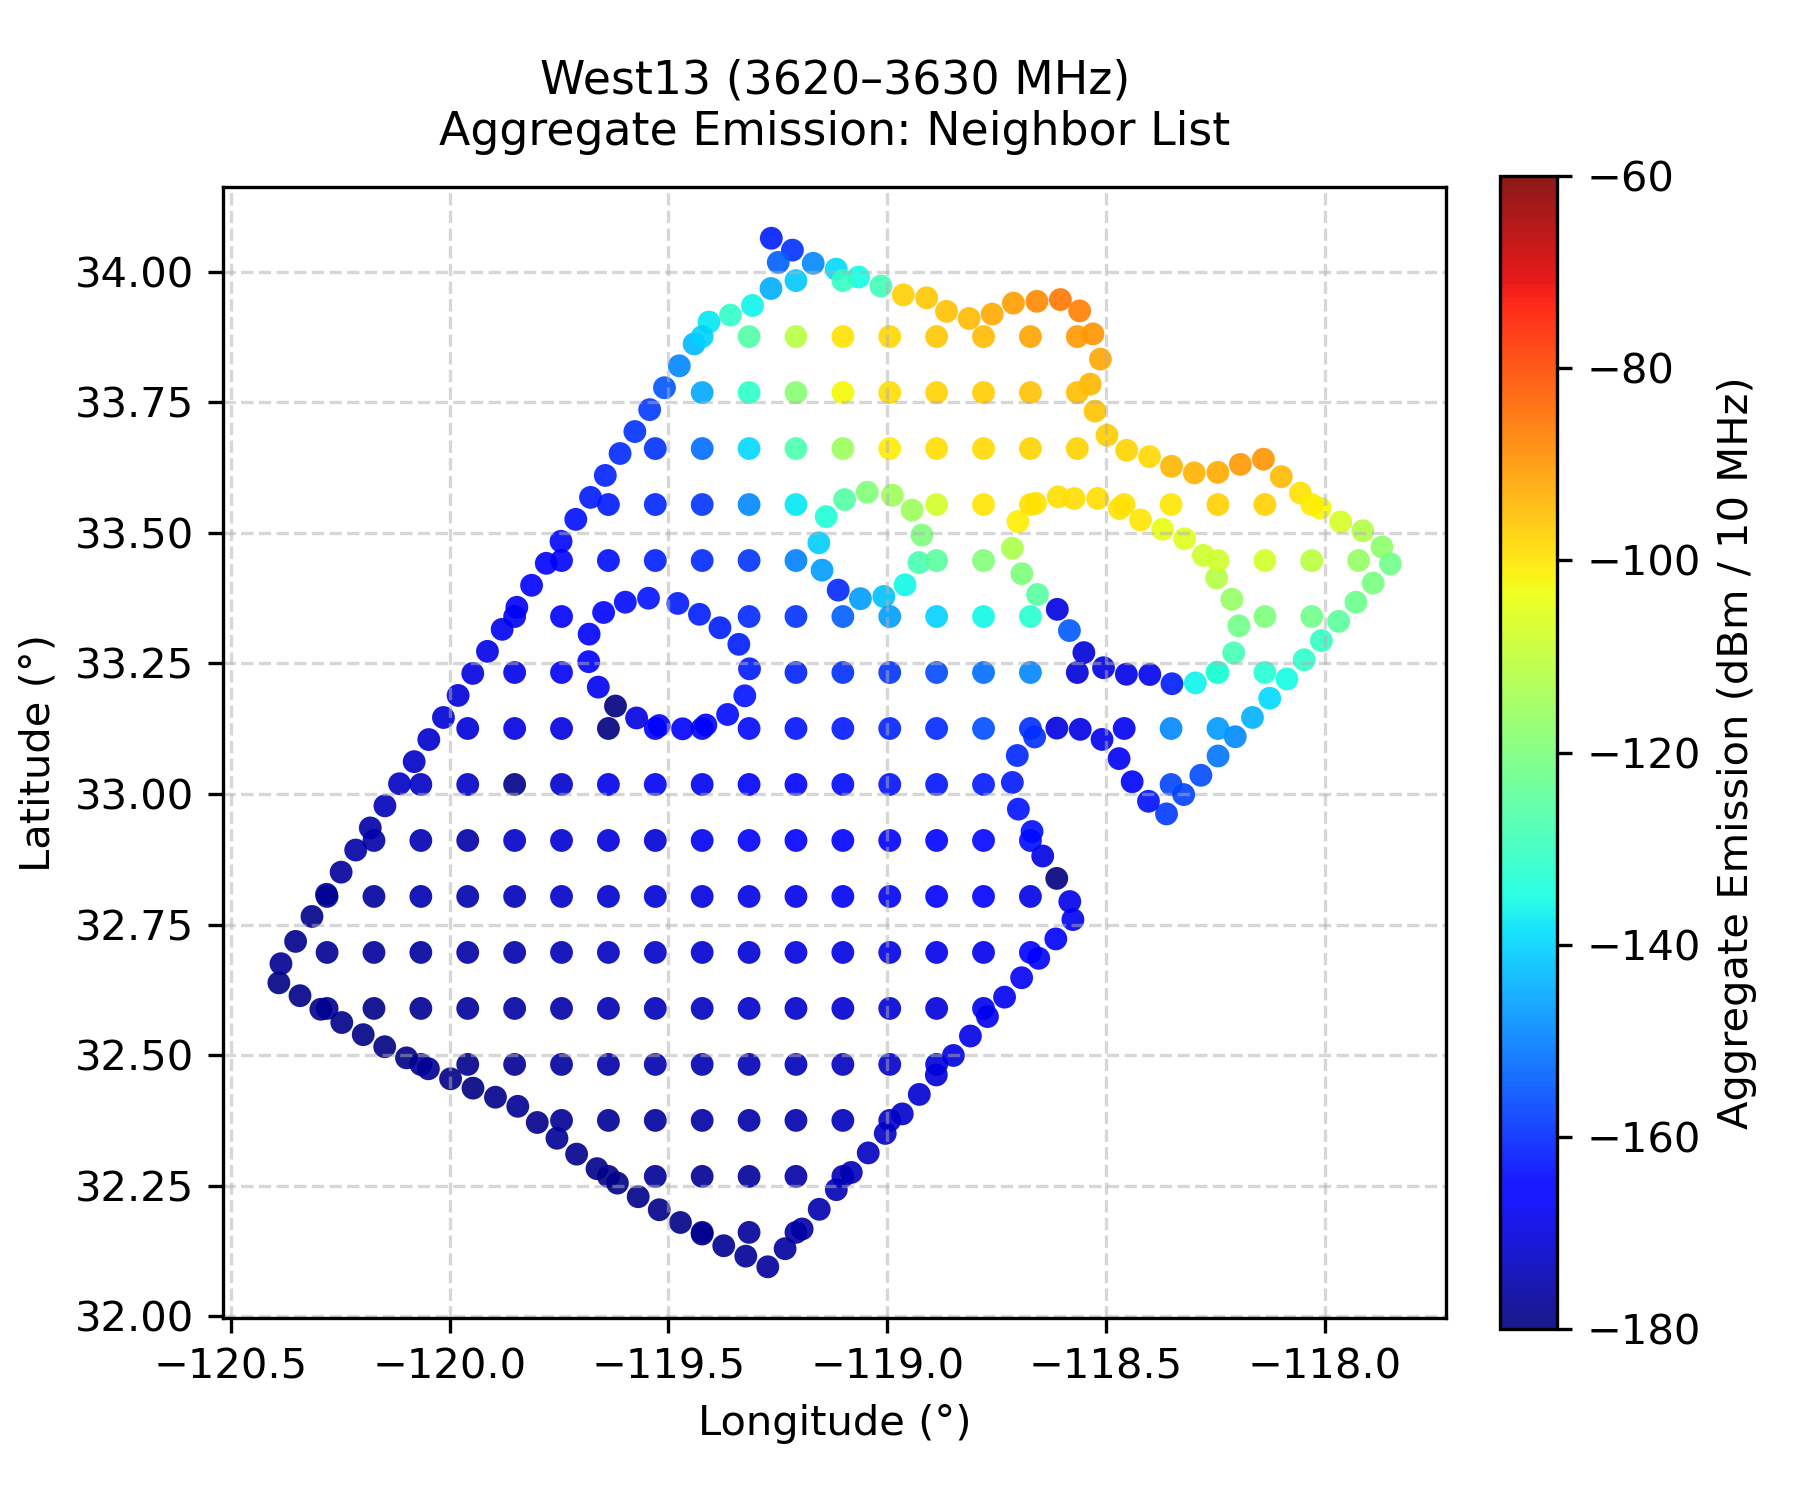 West13 (3620–3630 MHz)
Aggregate Emission: Neighbor List
34.00
33.75
33.50
33.25
33.00
32.75
32.50
32.25
32.00
Latitude (°)
−120.5 −120.0 −119.5 −119.0 −118.5 −118.0
Longitude (°)
−60
−80
−100
−120
−140
−160
−180
Aggregate Emission (dBm / 10 MHz)